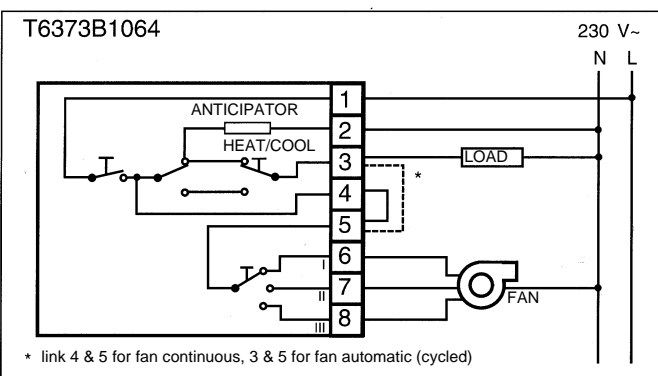 T6373B1064
230 V~
N L
ANTICIPATOR
HEAT/COOL
1
2
3
4
5
6
7
8
LOAD
*
I
II
III
FAN
* link 4 & 5 for fan continuous, 3 & 5 for fan automatic (cycled)